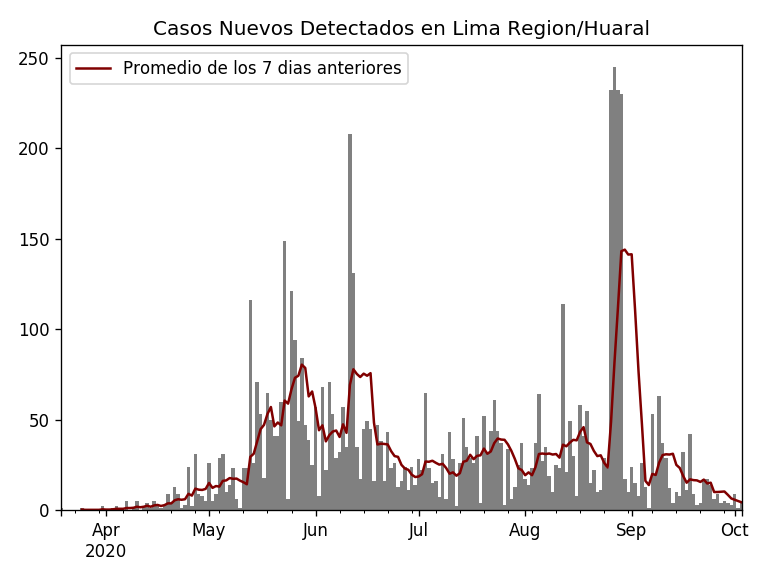 Casos Nuevos Detectados en Lima Region/Huaral
Promedio de los 7 dias anteriores
250
200
150
100
50
0
Apr May Jun Jul Aug Sep Oct
2020